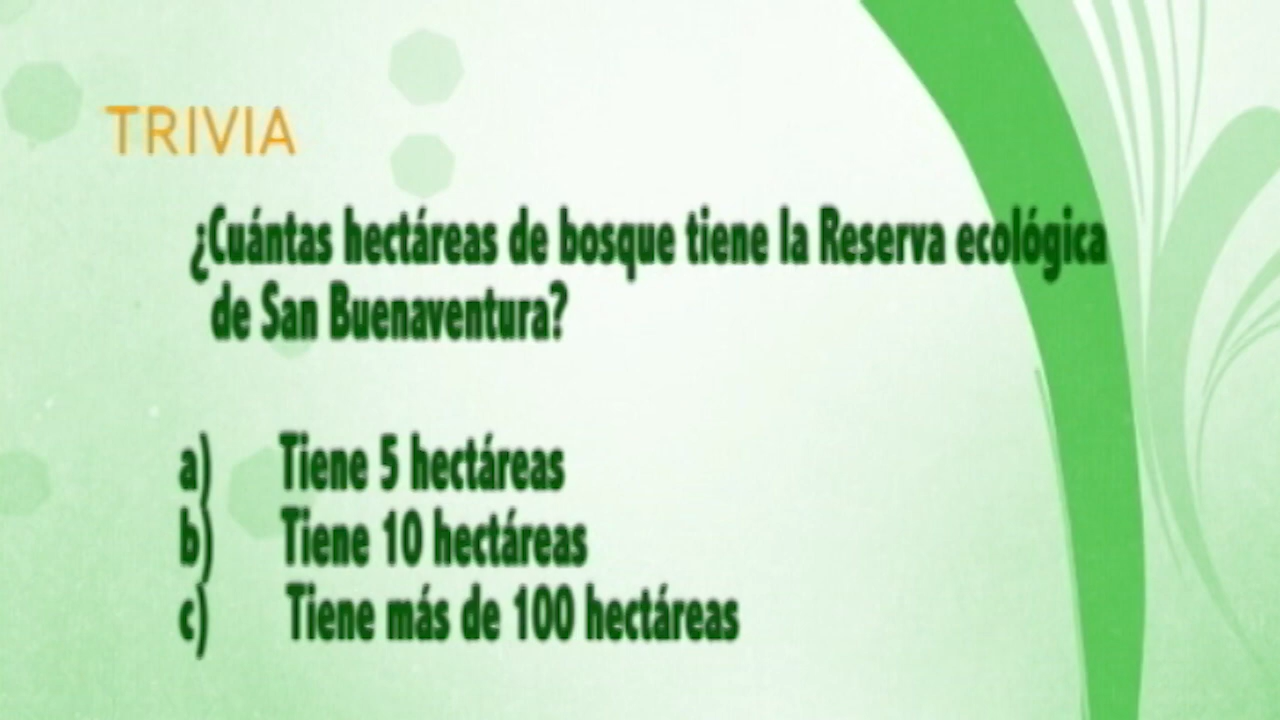 TRIVIA
¿Cuántas hectáreas de bosque tiene la Reserva ecológica
de San Buenaventura?
a) Tiene 5 hectáreas
b) Tiene 10 hectáreas
c) Tiene más de 100 hectáreas